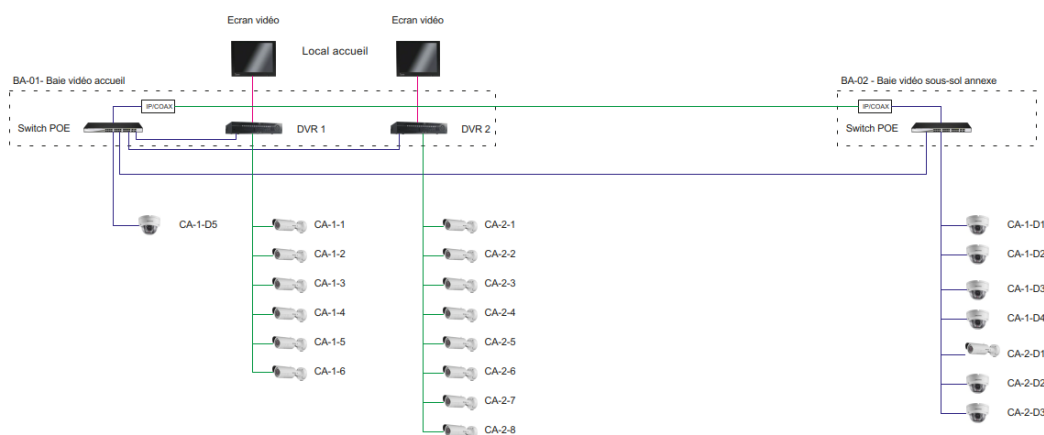 Ecran vidéo
Ecran vidéo
Local accueil
BA-01- Baie vidéo accueil
BA-02 - Baie vidéo sous-sol annexe
IP/COAX
IP/COAX
Switch POE
DVR 1
DVR 2
Switch POE
CA-1-D5
CA-1-1
CA-1-2
CA-1-3
CA-1-4
CA-1-5
CA-1-6
CA-2-1
CA-2-2
CA-2-3
CA-2-4
CA-2-5
CA-2-6
CA-2-7
CA-2-8
CA-1-D1
CA-1-D2
CA-1-D3
CA-1-D4
CA-2-D1
CA-2-D2
CA-2-D3